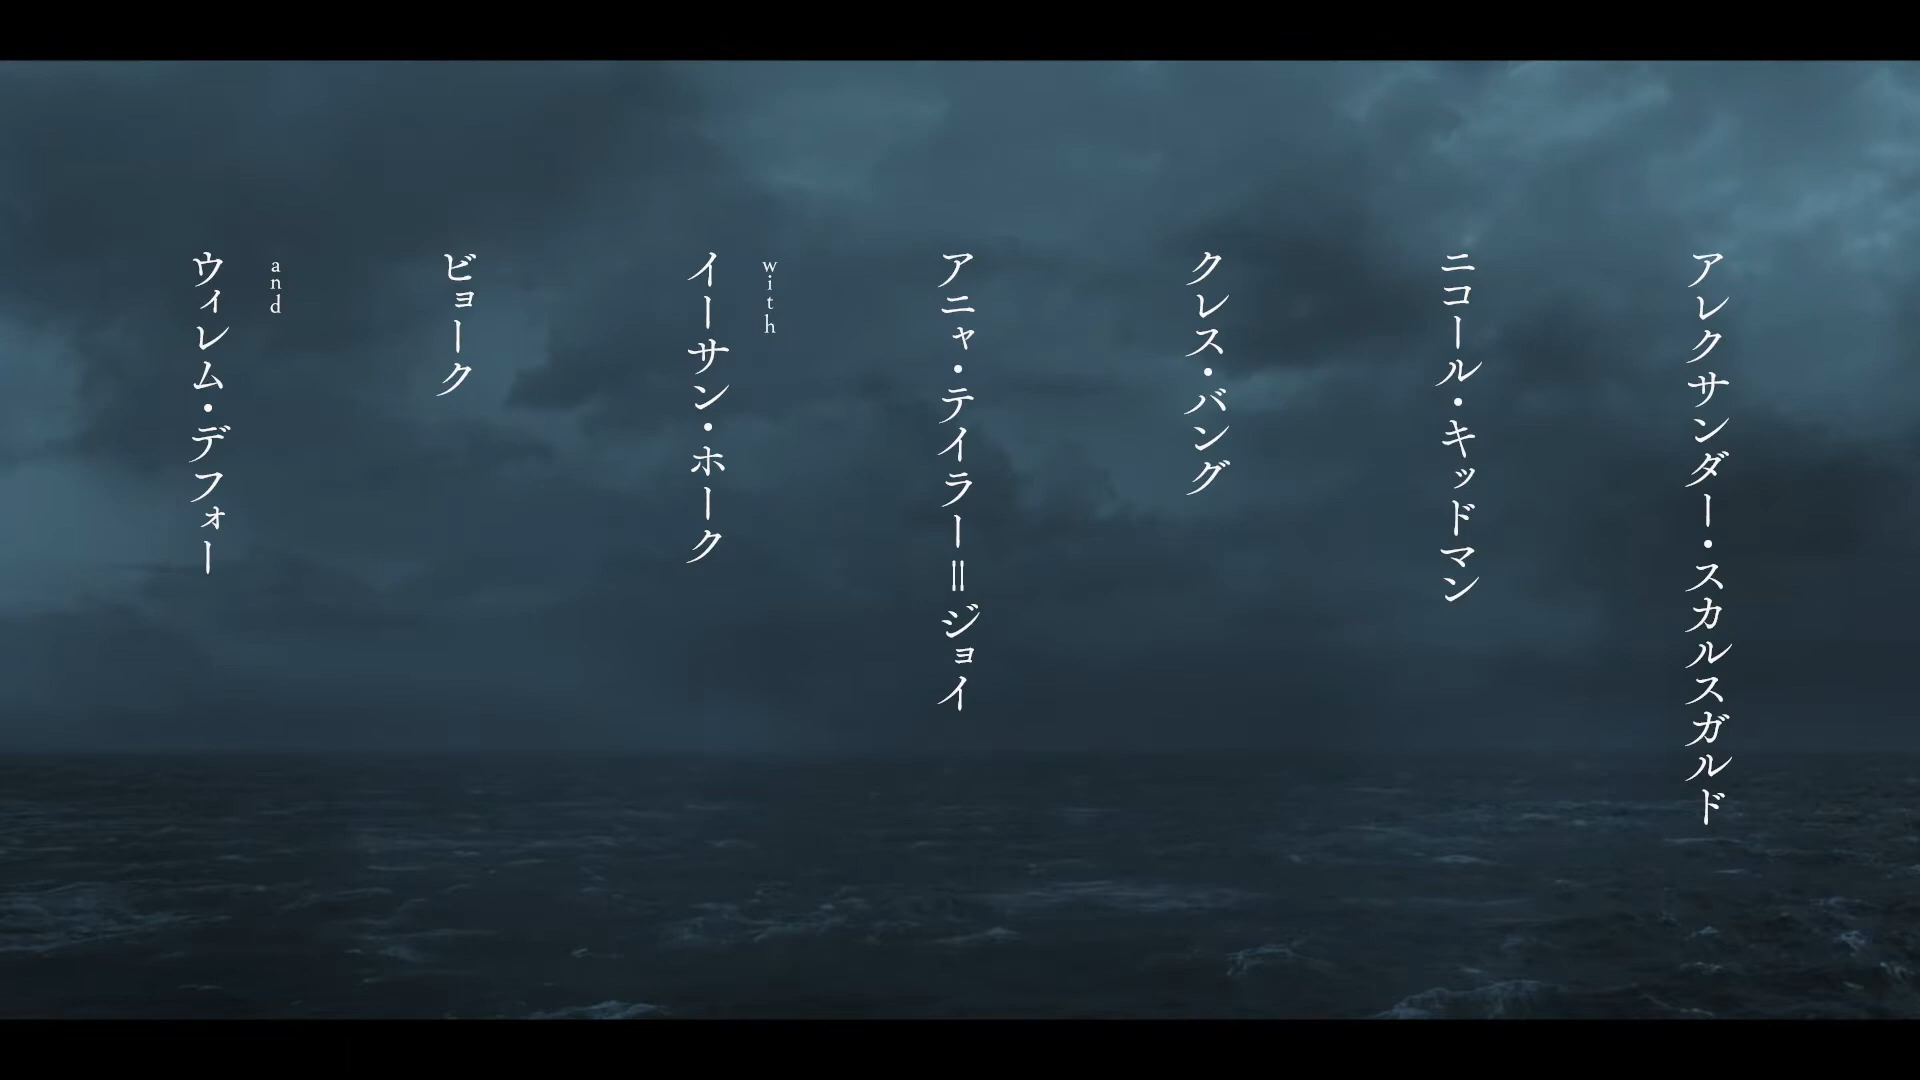 アレクサンダー・スカルスガルド
ニコール・キッドマン
クレス・バング
アニャ・テイラー=ジョイ
with
イーサン・ホーク
ビョーク
and
ウィレム・デフォー